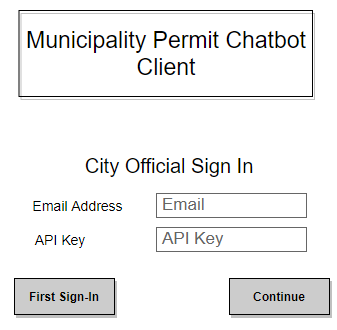 Municipality Permit Chatbot
Client
City Official Sign In
Email Address Email
API Key API Key
First Sign-In Continue